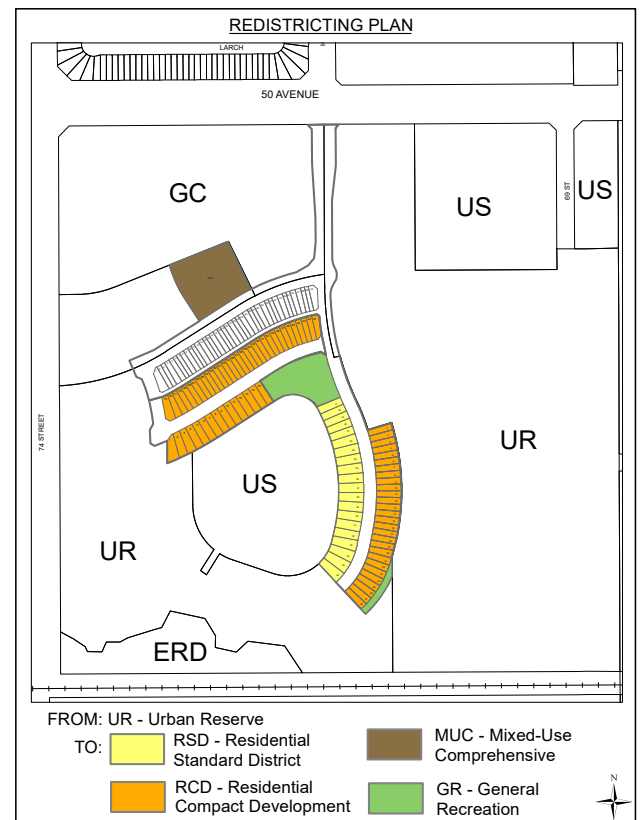 REDISTRICTING PLAN
LARCH
50 AVENUE
GC
US
69 ST
US
74 STREET
UR
US
UR
ERD
FROM: UR - Urban Reserve
TO:
RSD - Residential
Standard District
MUC - Mixed-Use
Comprehensive
RCD - Residential
Compact Development
GR - General
Recreation
N